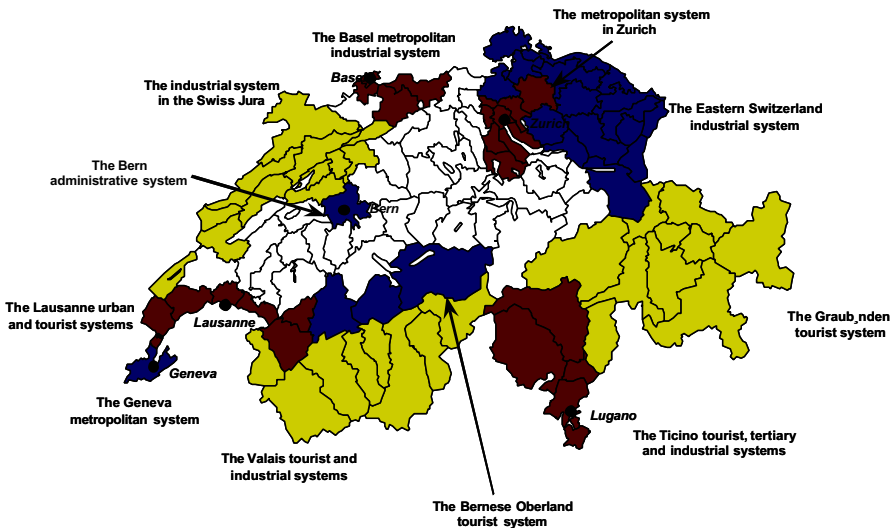 The metropolitan system
in Zurich
The Basel metropolitan
industrial system
Basel
The industrial system
in the Swiss Jura
Zurich
The Eastern Switzerland
industrial system
The Bern
administrative system
Bern
The Lausanne urban
and tourist systems
Lausanne
The Graub¸nden
tourist system
Geneva
The Geneva
metropolitan system
Lugano
The Ticino tourist, tertiary
and industrial systems
The Valais tourist and
industrial systems
The Bernese Oberland
tourist system